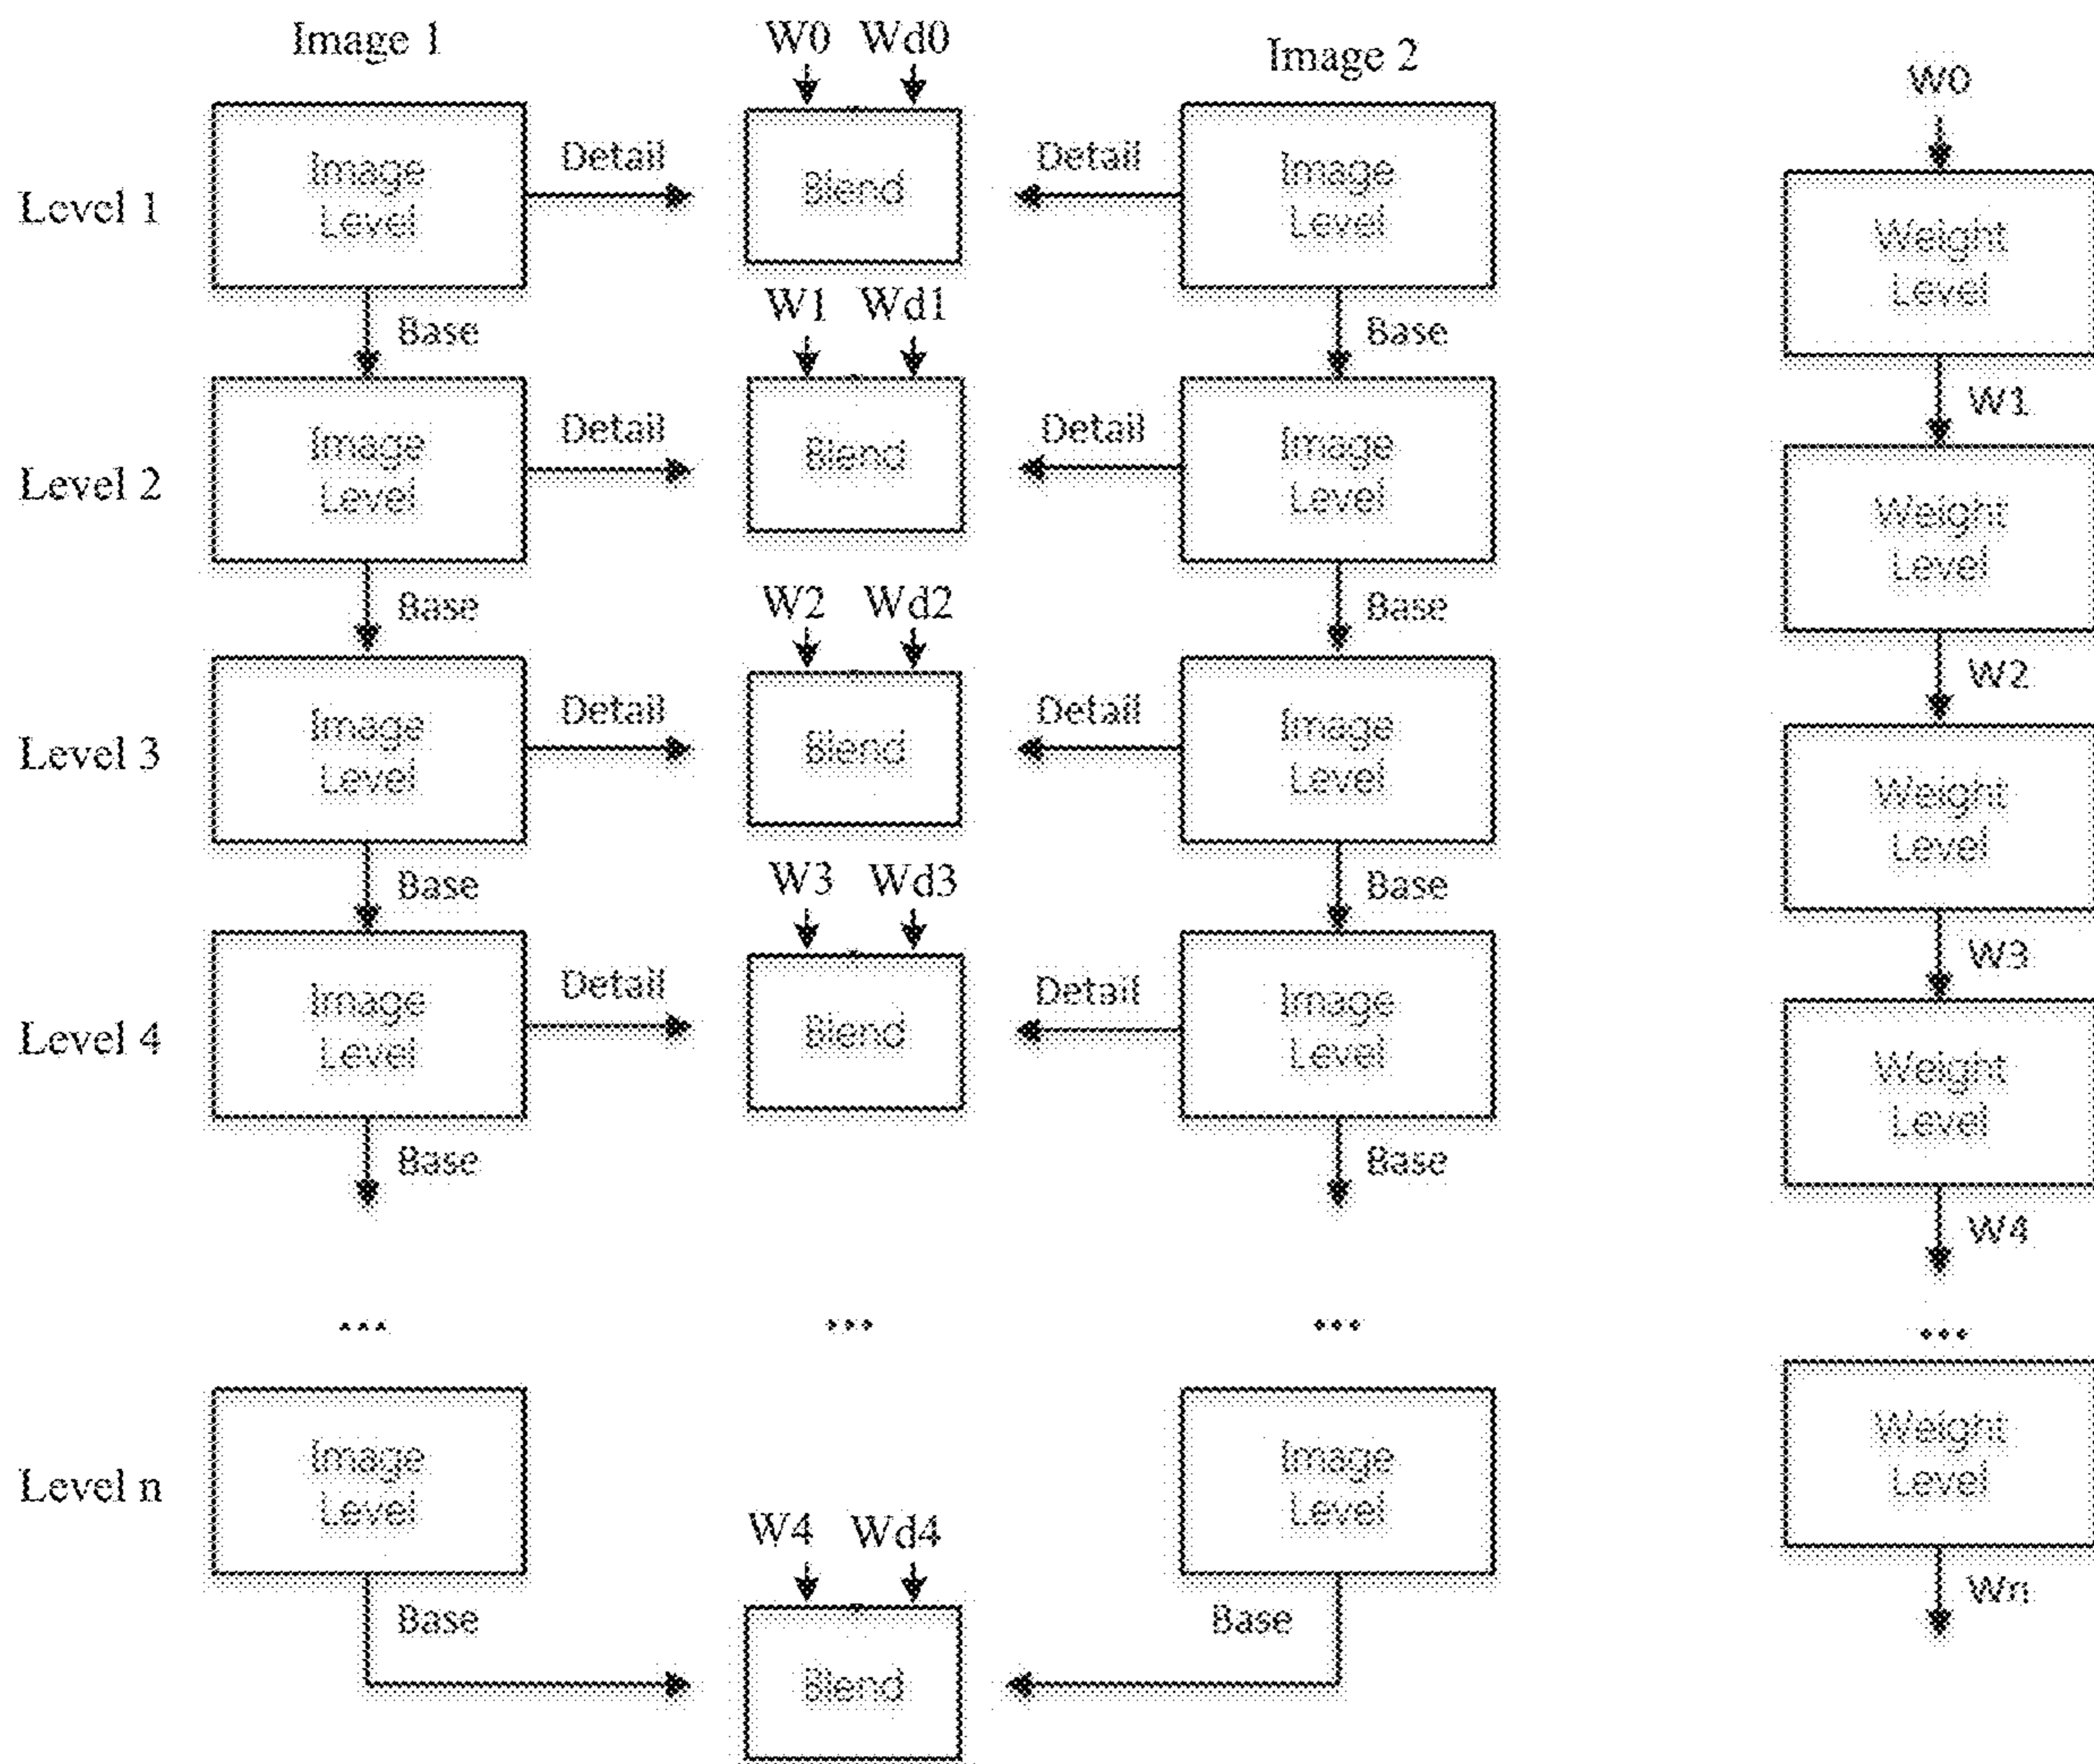 Image 1
W0 Wd0
Image 2
W0
Level 1
Image
Level
Detail
Blend
Detail
Image
Level
Weight
Level
Base
W1 Wd1
Base
W1
Level 2
Image
Level
Detail
Blend
Detail
Image
Level
Weight
Level
Base
W2 Wd2
Base
W2
Level 3
Image
Level
Detail
Blend
Detail
Image
Level
Weight
Level
Base
W3 Wd3
Base
W3
Level 4
Image
Level
Detail
Blend
Detail
Image
Level
Weight
Level
Base
Base
W4
...
...
...
...
Level n
Image
Level
Image
Level
Weight
Level
W4 Wd4
Base
Base
Wn
Blend